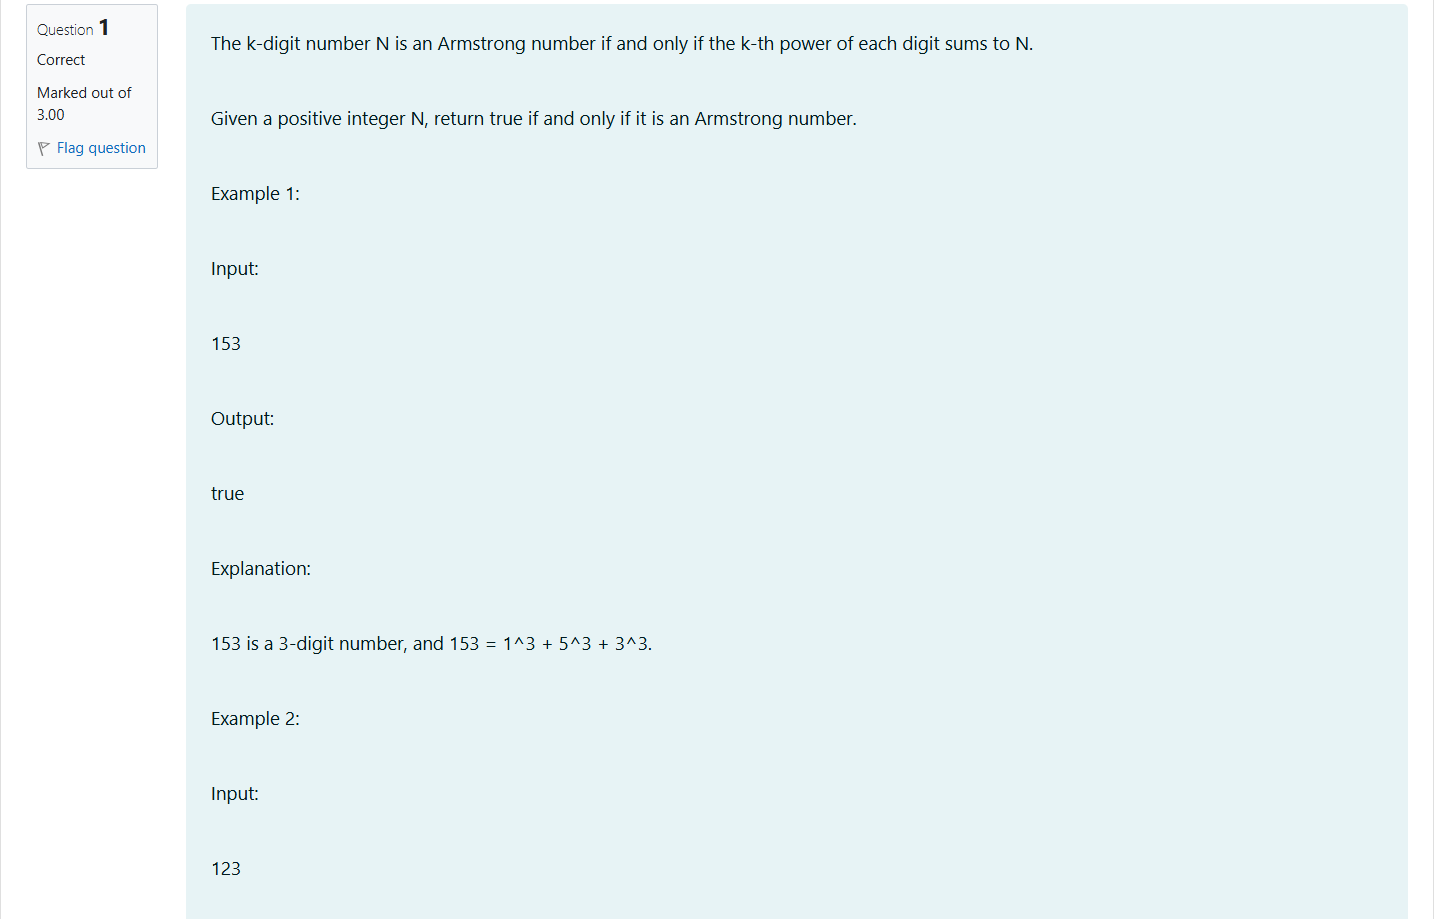 Question 1
Correct
Marked out of
3.00
Flag question
The k-digit number N is an Armstrong number if and only if the k-th power of each digit sums to N.
Given a positive integer N, return true if and only if it is an Armstrong number.
Example 1:
Input:
153
Output:
true
Explanation:
153 is a 3-digit number, and 153 = 1^3 + 5^3 + 3^3.
Example 2:
Input:
123